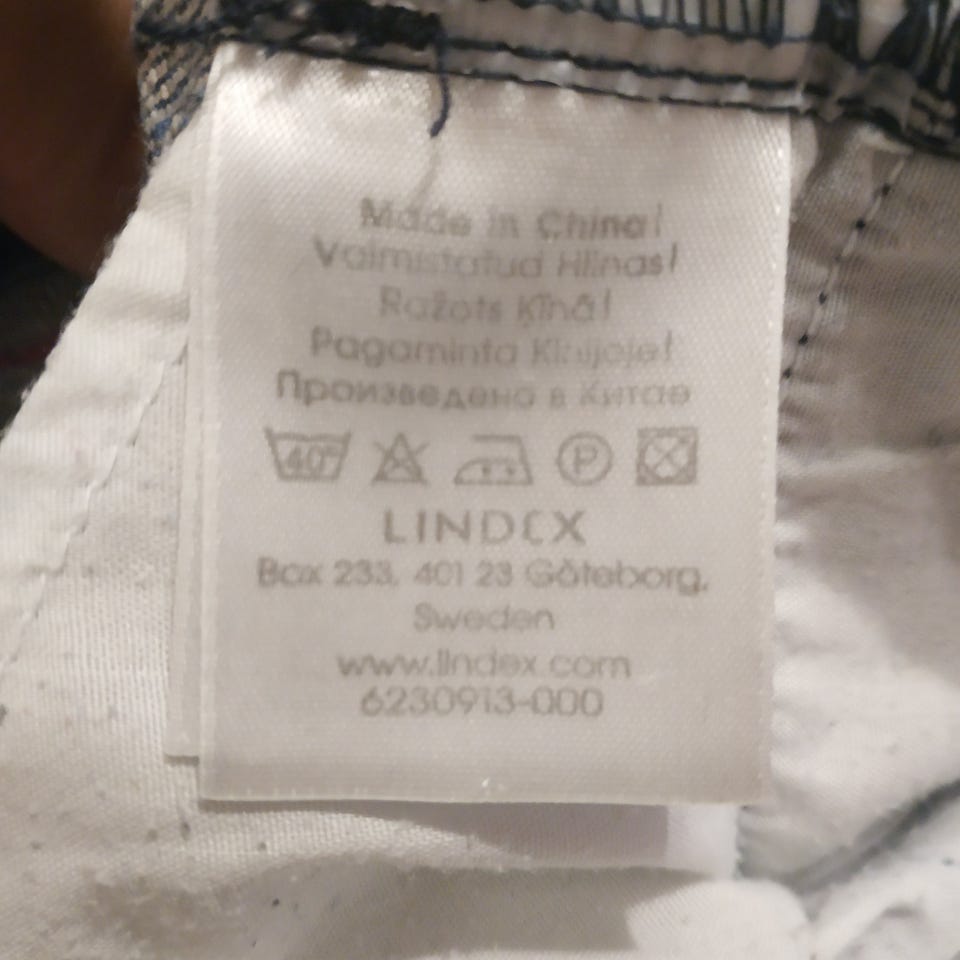 Made in China!
Valmistatud Hiinas!
Ražots Ķīnā!
Pagaminta Kinijoje!
Произведено в Китае
40°
P
LINDEX
Box 233, 401 23 Göteborg,
Sweden
www.lindex.com
6230913-000